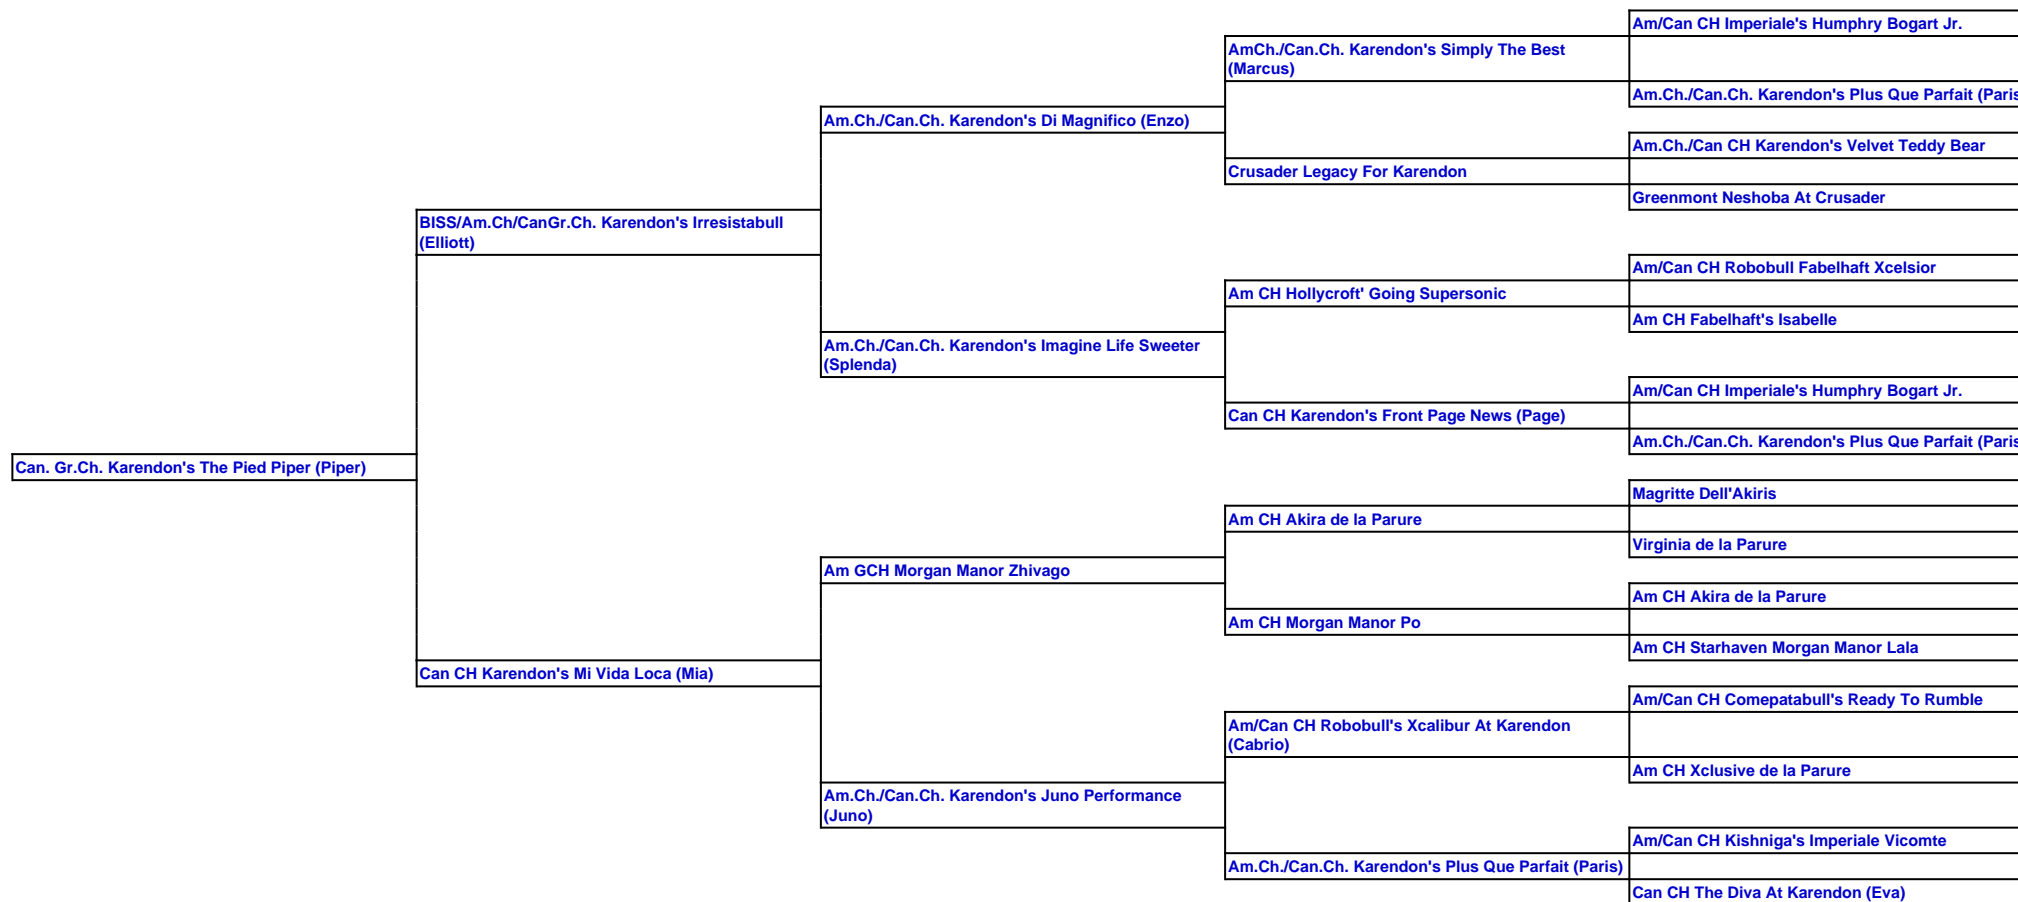 Am/Can CH Imperiale's Humphry Bogart Jr.
AmCh./Can.Ch. Karendon's Simply The Best
(Marcus)
Am.Ch./Can.Ch. Karendon's Plus Que Parfait (Paris
Am.Ch./Can.Ch. Karendon's Di Magnifico (Enzo)
Am.Ch./Can CH Karendon's Velvet Teddy Bear
Crusader Legacy For Karendon
Greenmont Neshoba At Crusader
BISS/Am.Ch/CanGr.Ch. Karendon's Irresistabull
(Elliott)
Am/Can CH Robobull Fabelhaft Xcelsior
Am CH Hollycroft' Going Supersonic
Am CH Fabelhaft's Isabelle
Am.Ch./Can.Ch. Karendon's Imagine Life Sweeter
(Splenda)
Am/Can CH Imperiale's Humphry Bogart Jr.
Can CH Karendon's Front Page News (Page)
Am.Ch./Can.Ch. Karendon's Plus Que Parfait (Paris
Can. Gr.Ch. Karendon's The Pied Piper (Piper)
Magritte Dell'Akiris
Am CH Akira de la Parure
Virginia de la Parure
Am GCH Morgan Manor Zhivago
Am CH Akira de la Parure
Am CH Morgan Manor Po
Am CH Starhaven Morgan Manor Lala
Can CH Karendon's Mi Vida Loca (Mia)
Am/Can CH Comepatabull's Ready To Rumble
Am/Can CH Robobull's Xcalibur At Karendon
(Cabrio)
Am CH Xclusive de la Parure
Am.Ch./Can.Ch. Karendon's Juno Performance
(Juno)
Am/Can CH Kishniga's Imperiale Vicomte
Am.Ch./Can.Ch. Karendon's Plus Que Parfait (Paris)
Can CH The Diva At Karendon (Eva)